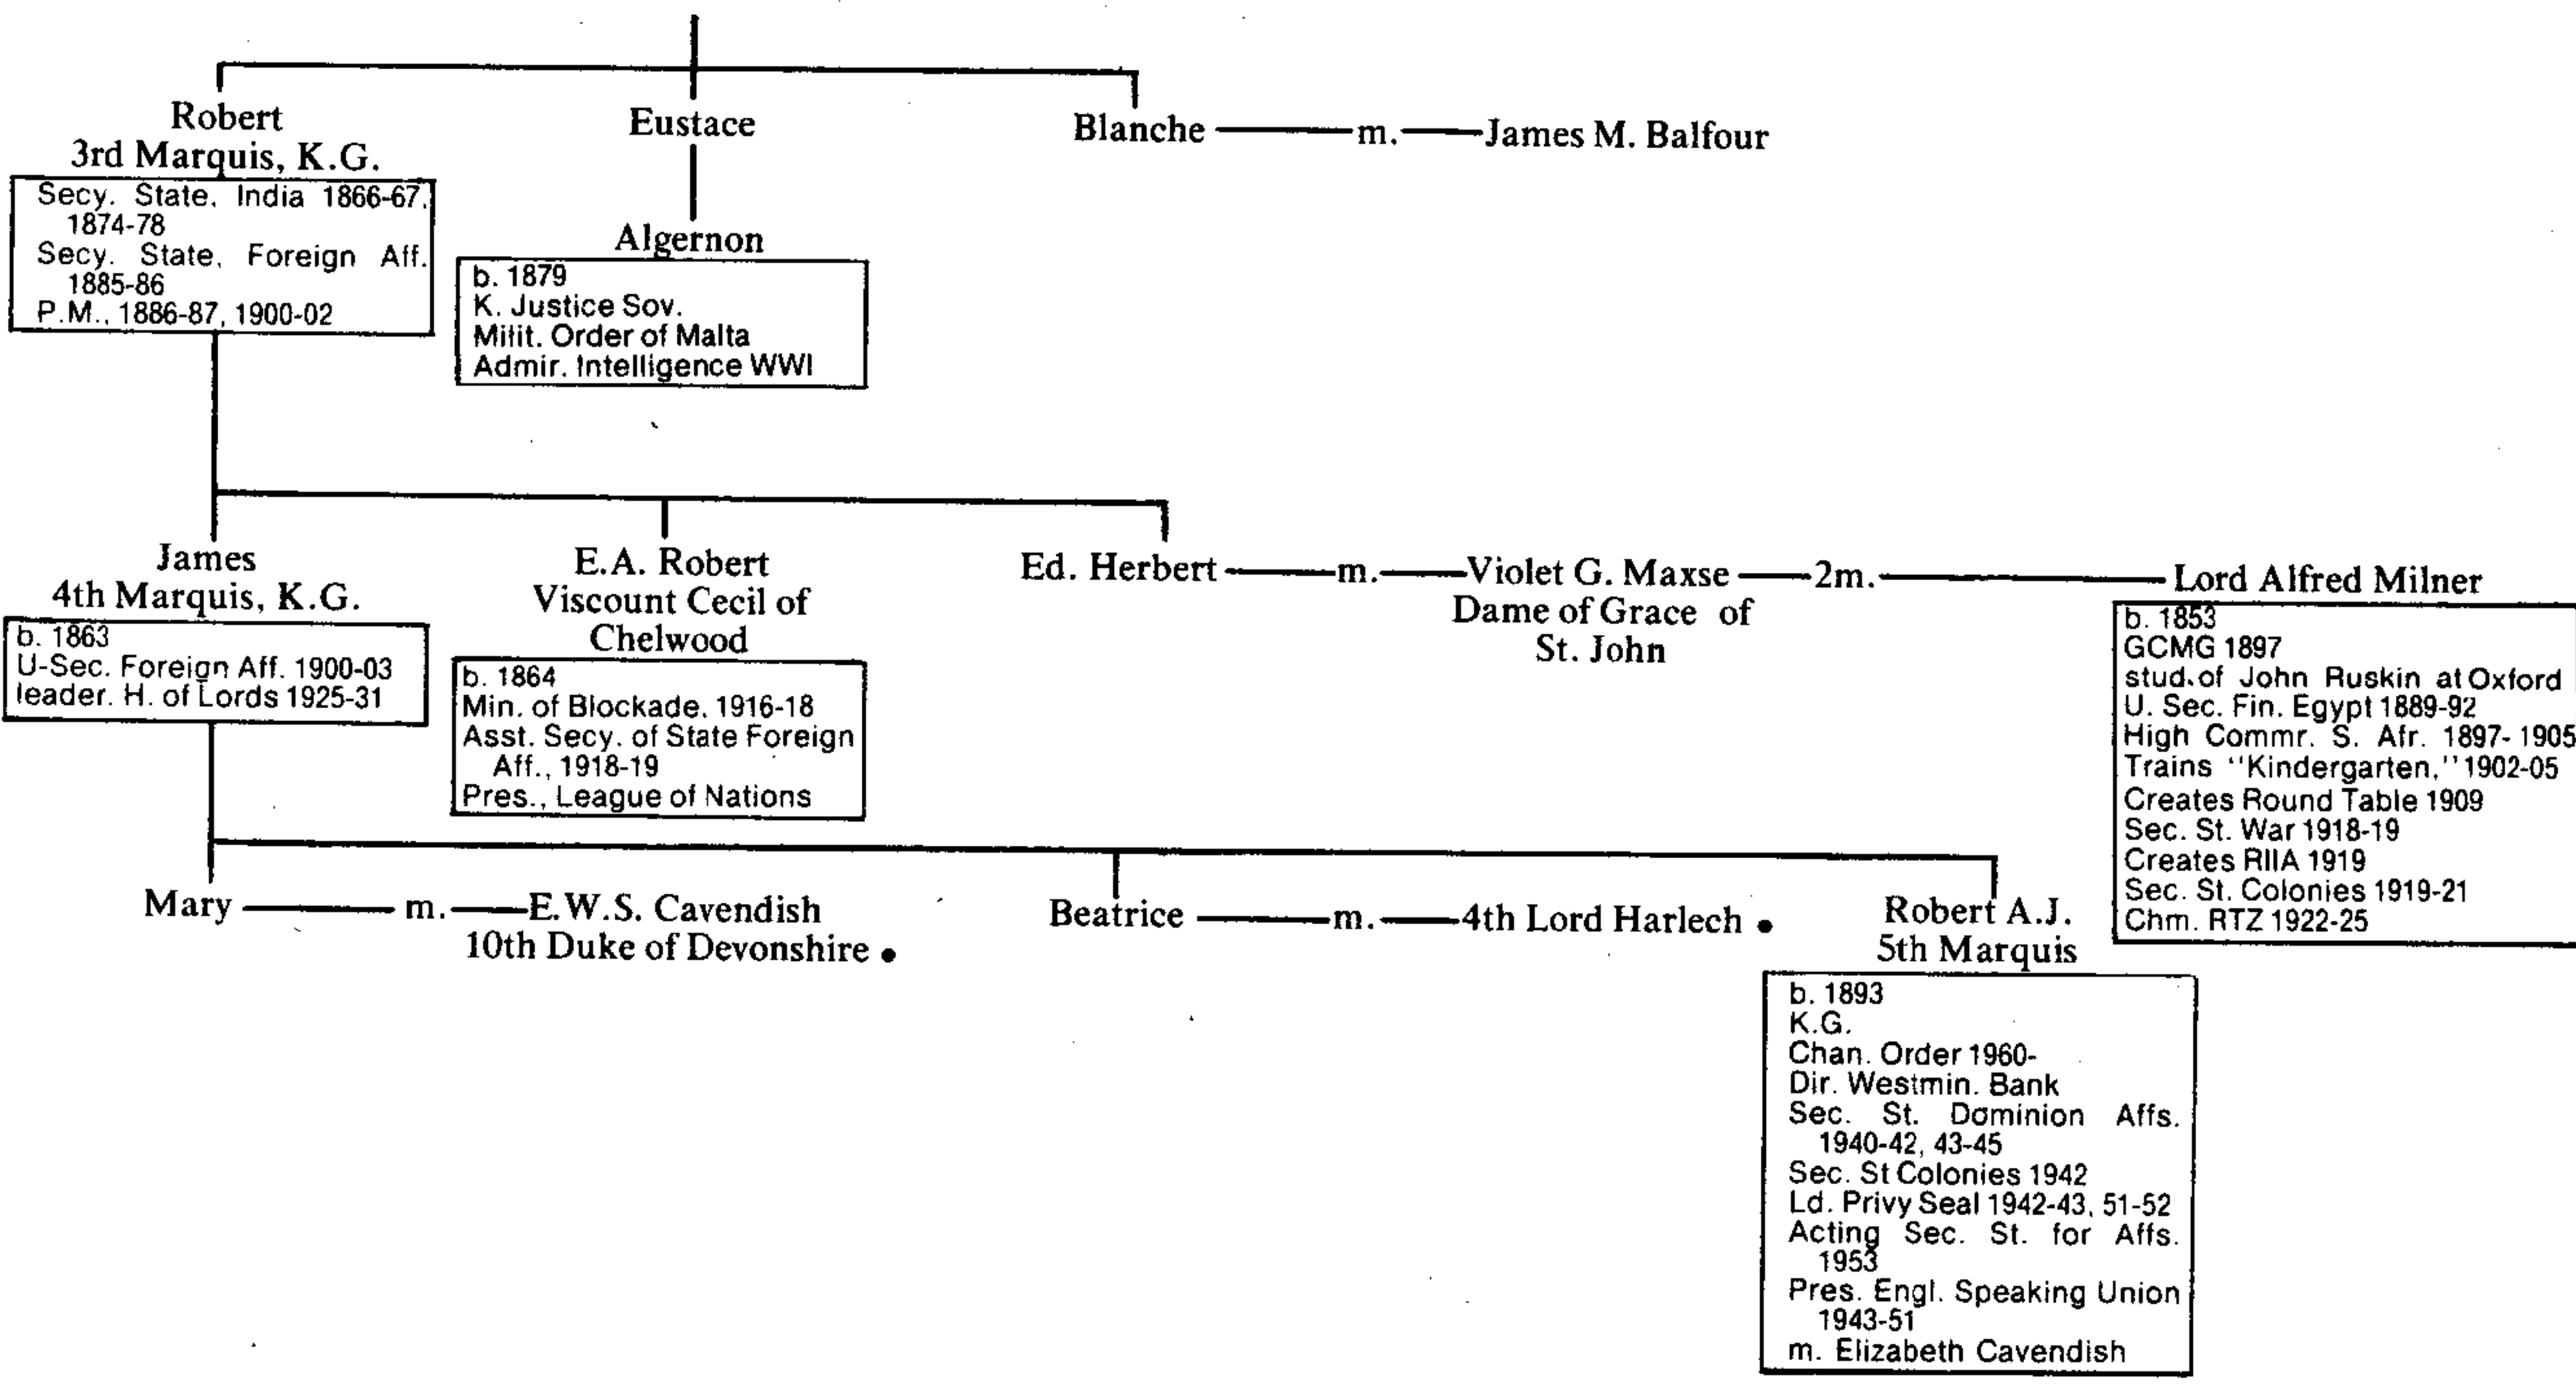 Robert
3rd Marquis, K.G.
Secy. State, India 1866-67,
1874-78
Secy. State, Foreign Aff.
1885-86
P.M., 1886-87, 1900-02
Eustace
Algernon
b. 1879
K. Justice Sov.
Milit. Order of Malta
Admir. Intelligence WWI
Blanche m. James M. Balfour
James
4th Marquis, K.G.
b. 1863
U-Sec. Foreign Aff. 1900-03
leader. H. of Lords 1925-31
E.A. Robert
Viscount Cecil of
Chelwood
b. 1864
Min. of Blockade, 1916-18
Asst. Secy. of State Foreign
Aff., 1918-19
Pres., League of Nations
Ed. Herbert m. Violet G. Maxse 2m. Lord Alfred Milner
Dame of Grace of
St. John
b. 1853
GCMG 1897
stud. of John Ruskin at Oxford
U. Sec. Fin. Egypt 1889-92
High Commr. S. Afr. 1897-1905
Trains "Kindergarten," 1902-05
Creates Round Table 1909
Sec. St. War 1918-19
Creates RIIA 1919
Sec. St. Colonies 1919-21
Chm. RTZ 1922-25
Mary m. E.W.S. Cavendish
10th Duke of Devonshire •
Beatrice m. 4th Lord Harlech •
Robert A.J.
5th Marquis
b. 1893
K.G.
Chan. Order 1960-
Dir. Westmin. Bank
Sec. St. Dominion Affs.
1940-42, 43-45
Sec. St Colonies 1942
Ld. Privy Seal 1942-43, 51-52
Acting Sec. St. for Affs.
1953
Pres. Engl. Speaking Union
1943-51
m. Elizabeth Cavendish